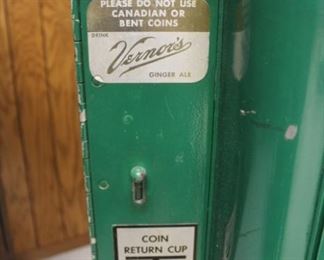 PLEASE DO NOT USE
CANADIAN OR
BENT COINS
DRINK
Vernor's
GINGER ALE
COIN
RETURN CUP